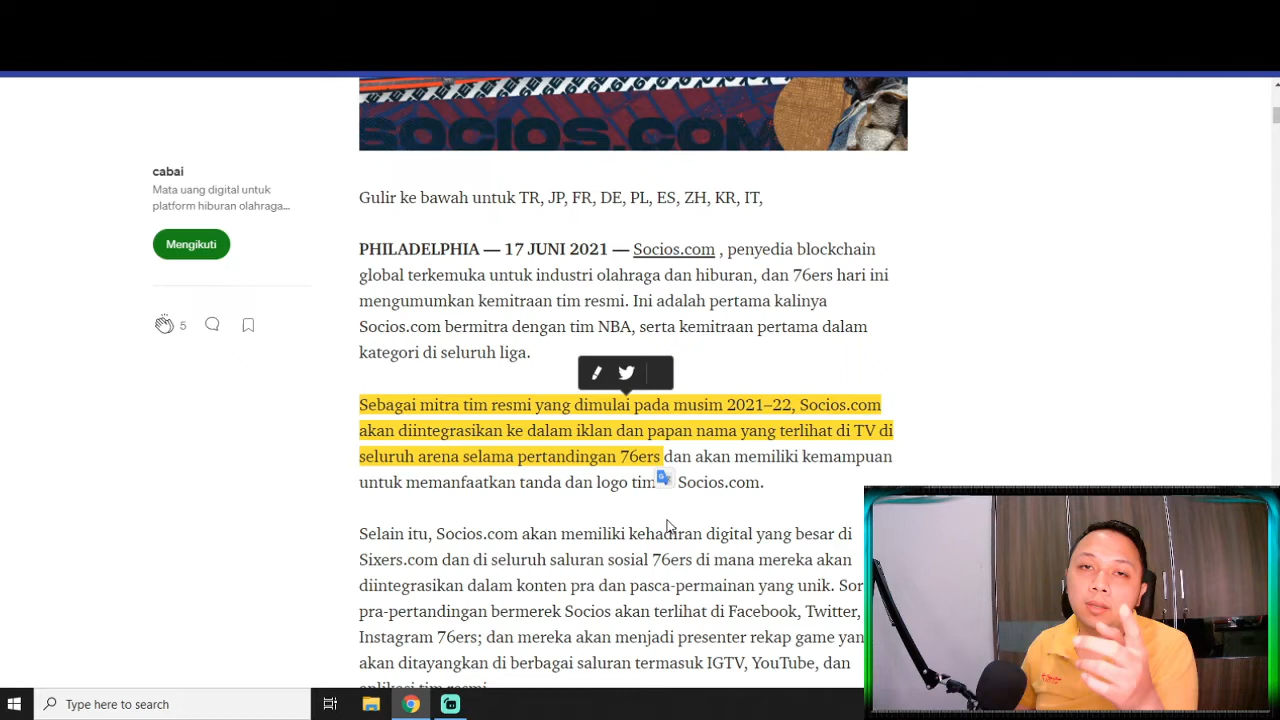 SOCIOS.COM
cabai
Mata uang digital untuk
platform hiburan olahraga...
Mengikuti
5
Gulir ke bawah untuk TR, JP, FR, DE, PL, ES, ZH, KR, IT,
PHILADELPHIA — 17 JUNI 2021 — Socios.com , penyedia blockchain
global terkemuka untuk industri olahraga dan hiburan, dan 76ers hari ini
mengumumkan kemitraan tim resmi. Ini adalah pertama kalinya
Socios.com bermitra dengan tim NBA, serta kemitraan pertama dalam
kategori di seluruh liga.
Sebagai mitra tim resmi yang dimulai pada musim 2021–22, Socios.com
akan diintegrasikan ke dalam iklan dan papan nama yang terlihat di TV di
seluruh arena selama pertandingan 76ers dan akan memiliki kemampuan
untuk memanfaatkan tanda dan logo tim Socios.com.
Selain itu, Socios.com akan memiliki kehadiran digital yang besar di
Sixers.com dan di seluruh saluran sosial 76ers di mana mereka akan
diintegrasikan dalam konten pra dan pasca-permainan yang unik. Sor
pra-pertandingan bermerek Socios akan terlihat di Facebook, Twitter,
Instagram 76ers; dan mereka akan menjadi presenter rekap game yan
akan ditayangkan di berbagai saluran termasuk IGTV, YouTube, dan
aplikasi tim resmi.
Type here to search